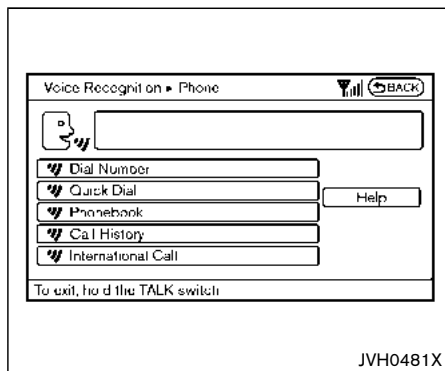 Voice Recognition ▸ Phone
BACK
Dial Number
Quick Dial
Phonebook
Help
Call History
International Call
To exit, hold the TALK switch
JVH0481X